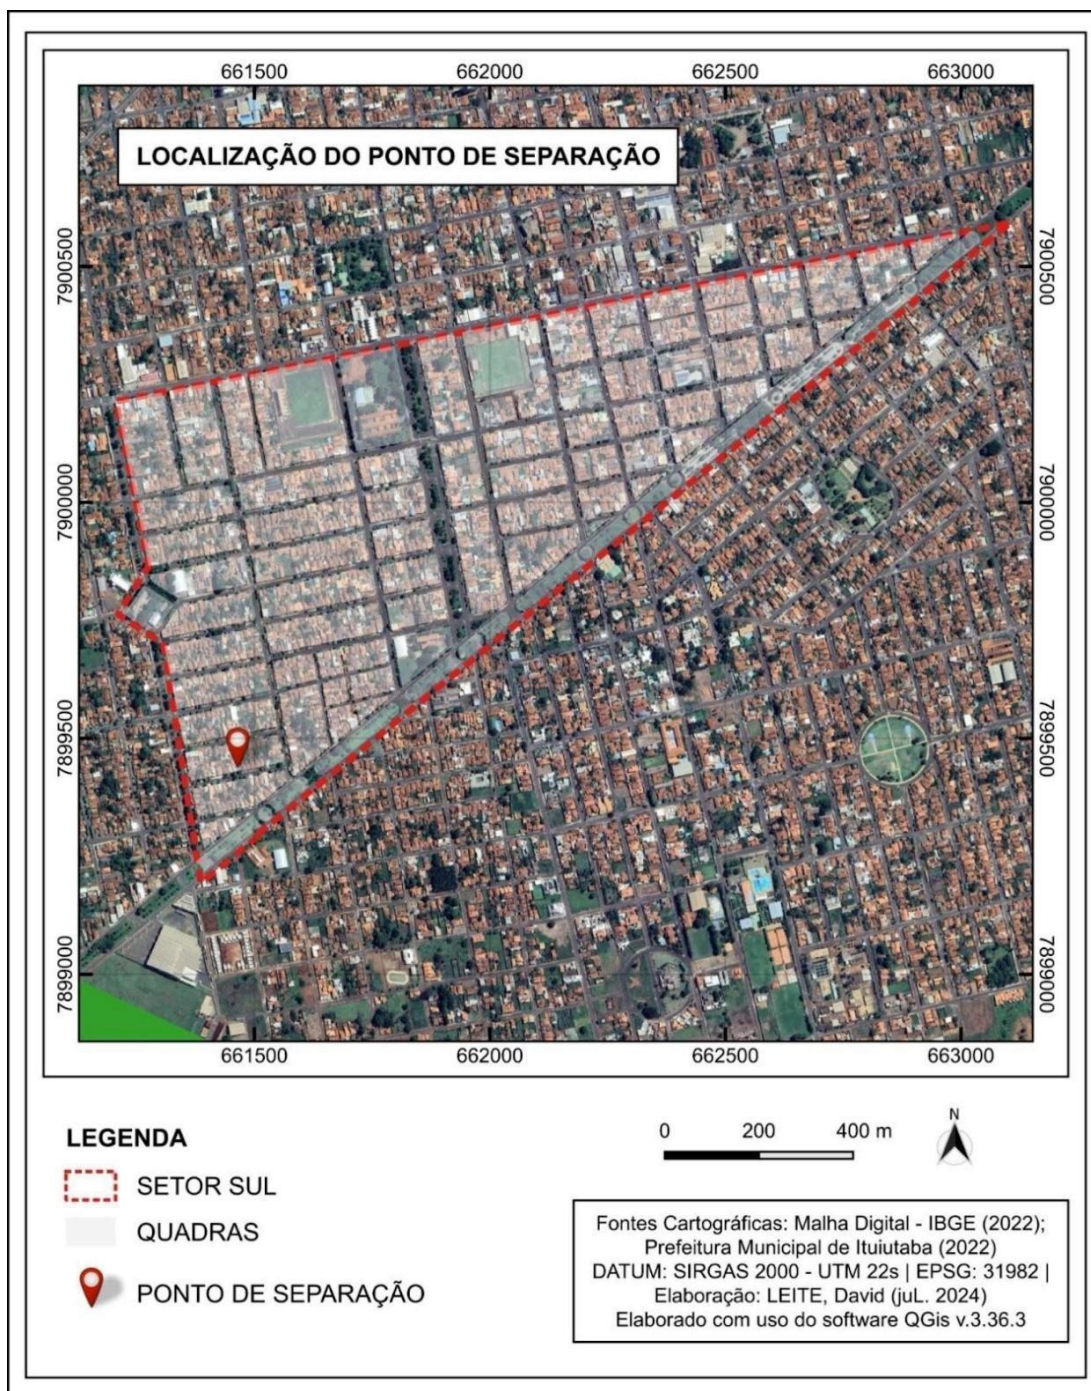 661500 662000 662500 663000
LOCALIZAÇÃO DO PONTO DE SEPARAÇÃO
7900500 7900500
7900000 7900000
7899500 7899500
7899000 7899000
661500 662000 662500 663000
LEGENDA
SETOR SUL
QUADRAS
PONTO DE SEPARAÇÃO
0 200 400 m
N
Fontes Cartográficas: Malha Digital - IBGE (2022);
Prefeitura Municipal de Ituiutaba (2022)
DATUM: SIRGAS 2000 - UTM 22s | EPSG: 31982 |
Elaboração: LEITE, David (juL. 2024)
Elaborado com uso do software QGis v.3.36.3